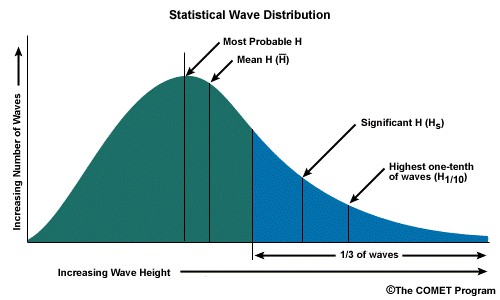 Statistical Wave Distribution
Most Probable H
Mean H (H̅)
Significant H (Hs)
Highest one-tenth
of waves (H1/10)
Increasing Number of Waves
1/3 of waves
Increasing Wave Height
©The COMET Program